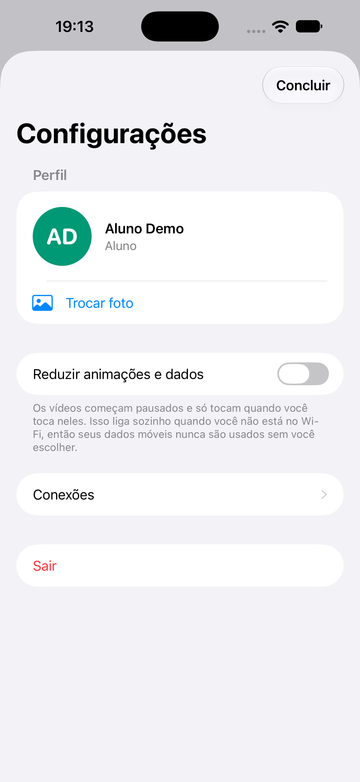 19:13
Concluir
Configurações
Perfil
AD
Aluno Demo
Aluno
Trocar foto
Reduzir animações e dados
Os vídeos começam pausados e só tocam quando você
toca neles. Isso liga sozinho quando você não está no Wi-
Fi, então seus dados móveis nunca são usados sem você
escolher.
Conexões
Sair